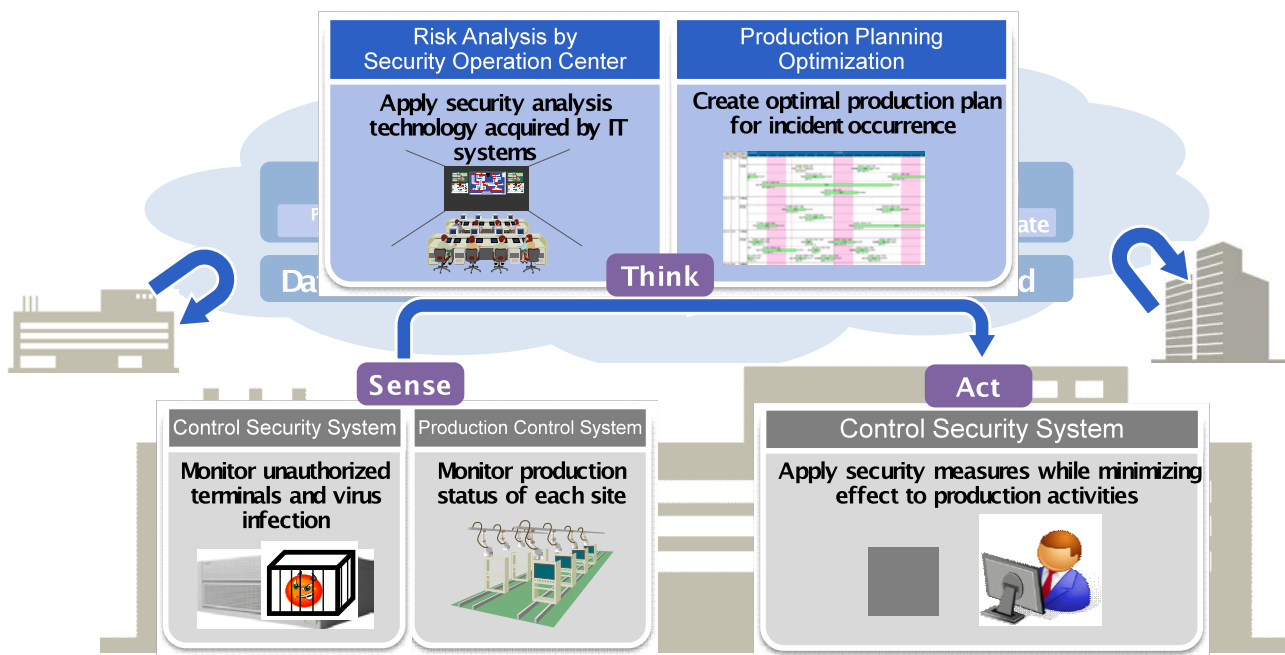 Risk Analysis by
Security Operation Center
Apply security analysis
technology acquired by IT
systems
Production Planning
Optimization
Create optimal production plan
for incident occurrence
Think
Sense
Act
Control Security System
Monitor unauthorized
terminals and virus
infection
Production Control System
Monitor production
status of each site
Control Security System
Apply security measures while minimizing
effect to production activities